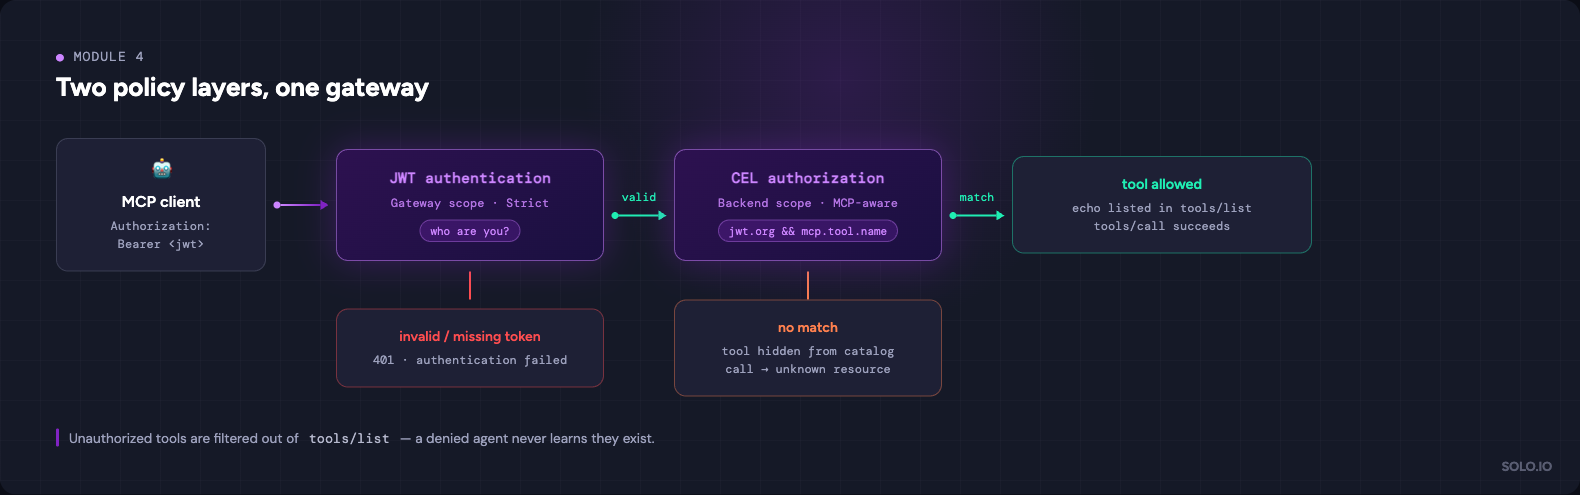 MODULE 4
Two policy layers, one gateway
MCP client
Authorization:
Bearer <jwt>
JWT authentication
Gateway scope · Strict
who are you?
valid
CEL authorization
Backend scope · MCP-aware
jwt.org && mcp.tool.name
match
tool allowed
echo listed in tools/list
tools/call succeeds
invalid / missing token
401 · authentication failed
no match
tool hidden from catalog
call → unknown resource
Unauthorized tools are filtered out of tools/list — a denied agent never learns they exist.
SOLO.IO